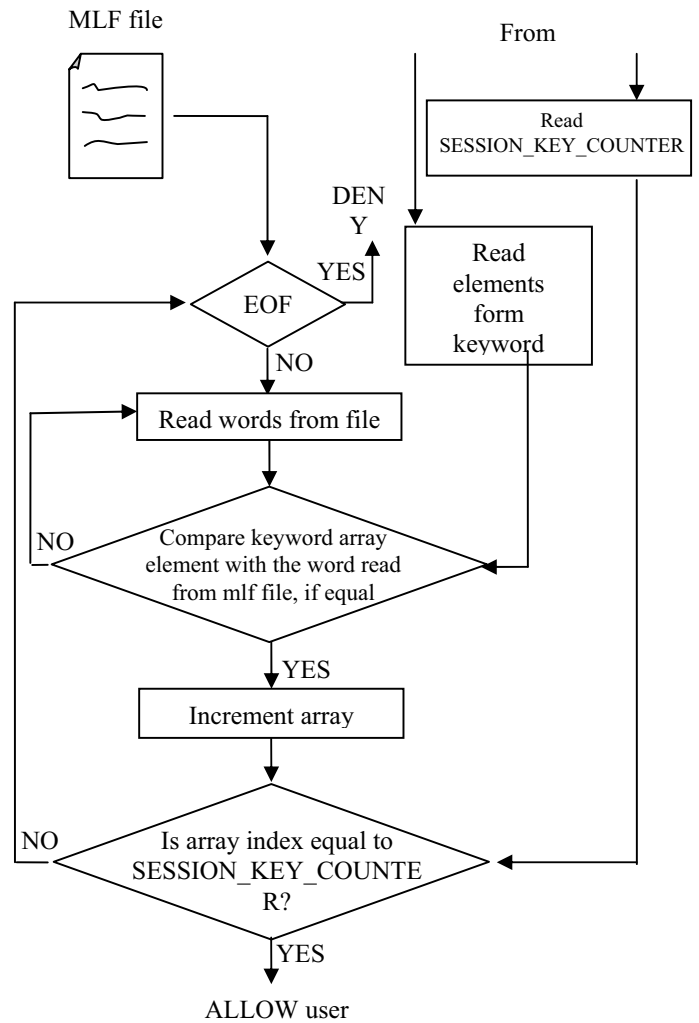 MLF file
From
Read
SESSION_KEY_COUNTER
DEN
Y
YES
Read
elements
form
keyword
EOF
NO
Read words from file
NO
Compare keyword array
element with the word read
from mlf file, if equal
YES
Increment array
NO
Is array index equal to
SESSION_KEY_COUNTE
R?
YES
ALLOW user